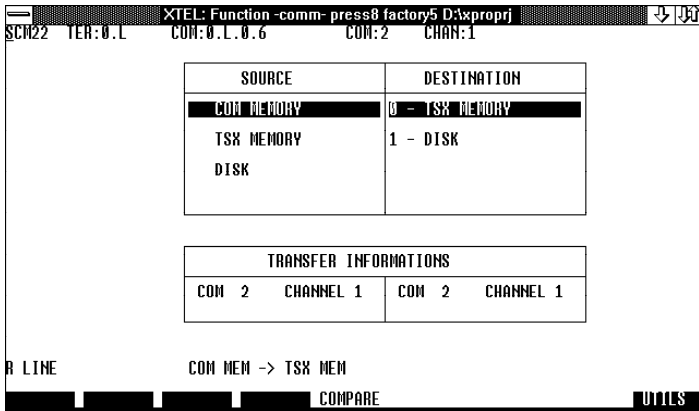 XTEL: Function -comm- press8 factory5 D:\xproprj
SCM22 TER:0.L COM:0.L.0.6 COM:2 CHAN:1
SOURCE DESTINATION
COM MEMORY 0 - TSX MEMORY
TSX MEMORY 1 - DISK
DISK
TRANSFER INFORMATIONS
COM 2 CHANNEL 1 COM 2 CHANNEL 1
R LINE COM MEM -> TSX MEM
COMPARE UTILS